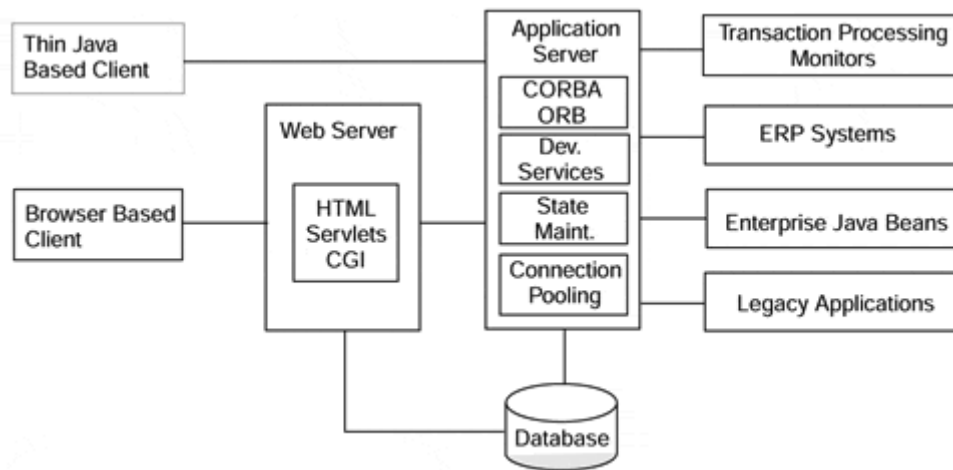 Thin Java
Based Client
Browser Based
Client
Web Server
HTML
Servlets
CGI
Application
Server
CORBA
ORB
Dev.
Services
State
Maint.
Connection
Pooling
Database
Transaction Processing
Monitors
ERP Systems
Enterprise Java Beans
Legacy Applications